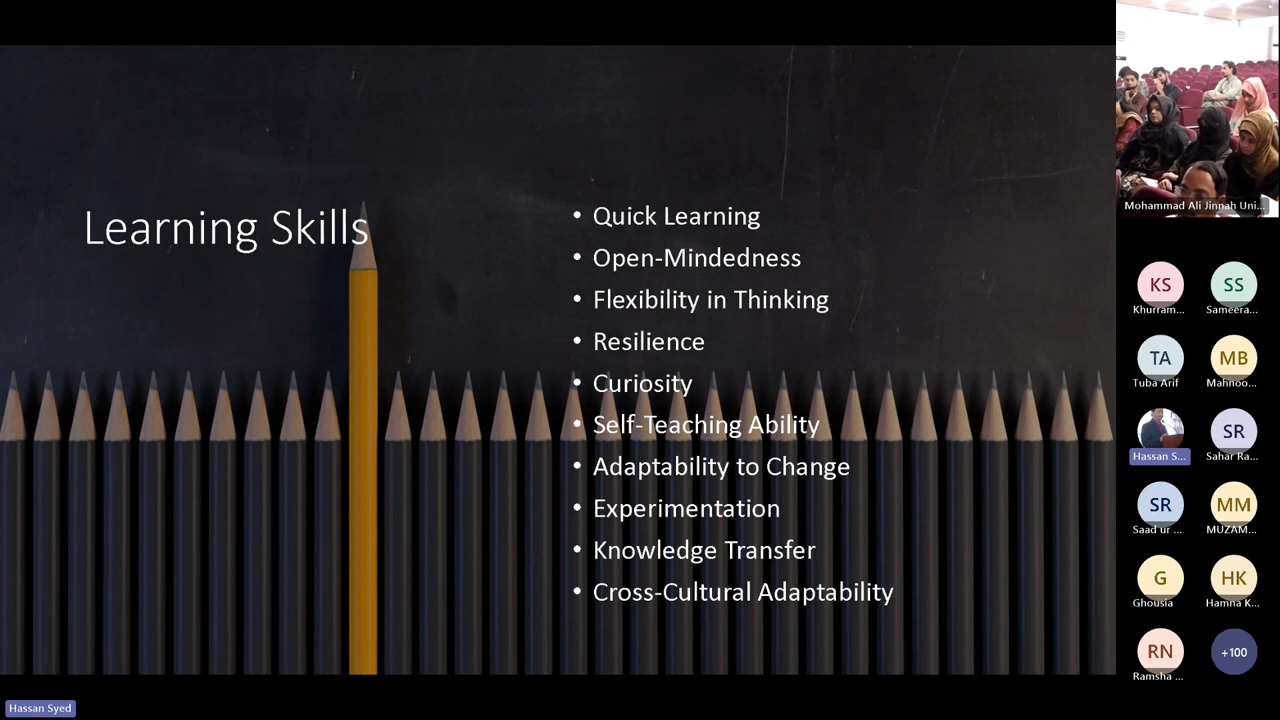 Learning Skills
• Quick Learning
• Open-Mindedness
• Flexibility in Thinking
• Resilience
• Curiosity
• Self-Teaching Ability
• Adaptability to Change
• Experimentation
• Knowledge Transfer
• Cross-Cultural Adaptability
Mohammad Ali Jinnah Uni...
KS
Khurram...
SS
Sameera...
TA
Tuba Arif
MB
Mahnoo...
Hassan S...
SR
Sahar Ra...
SR
Saad ur ...
MM
MUZAM...
G
Ghousia
HK
Hamna K...
RN
Ramsha ...
+100
Hassan Syed